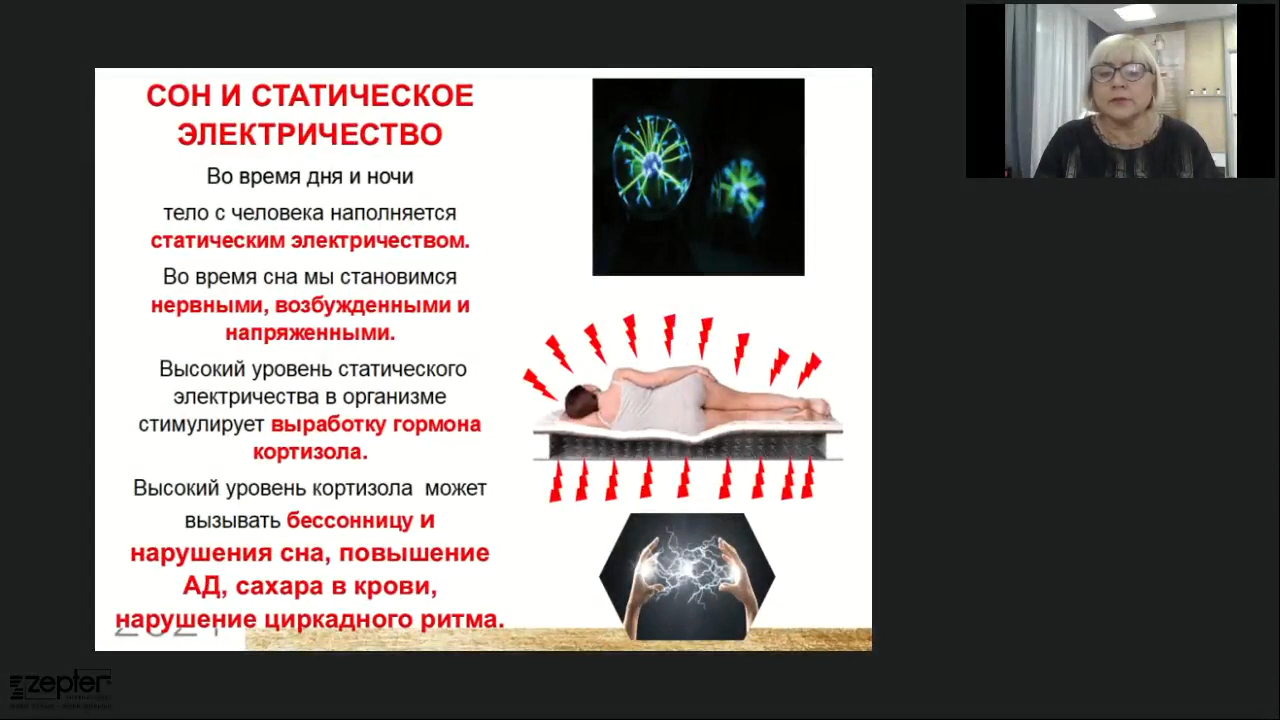 СОН И СТАТИЧЕСКОЕ
ЭЛЕКТРИЧЕСТВО
Во время дня и ночи
тело с человека наполняется
статическим электричеством.
Во время сна мы становимся
нервными, возбужденными и
напряженными.
Высокий уровень статического
электричества в организме
стимулирует выработку гормона
кортизола.
Высокий уровень кортизола может
вызывать бессонницу и
нарушения сна, повышение
АД, сахара в крови,
нарушение циркадного ритма.
zepter